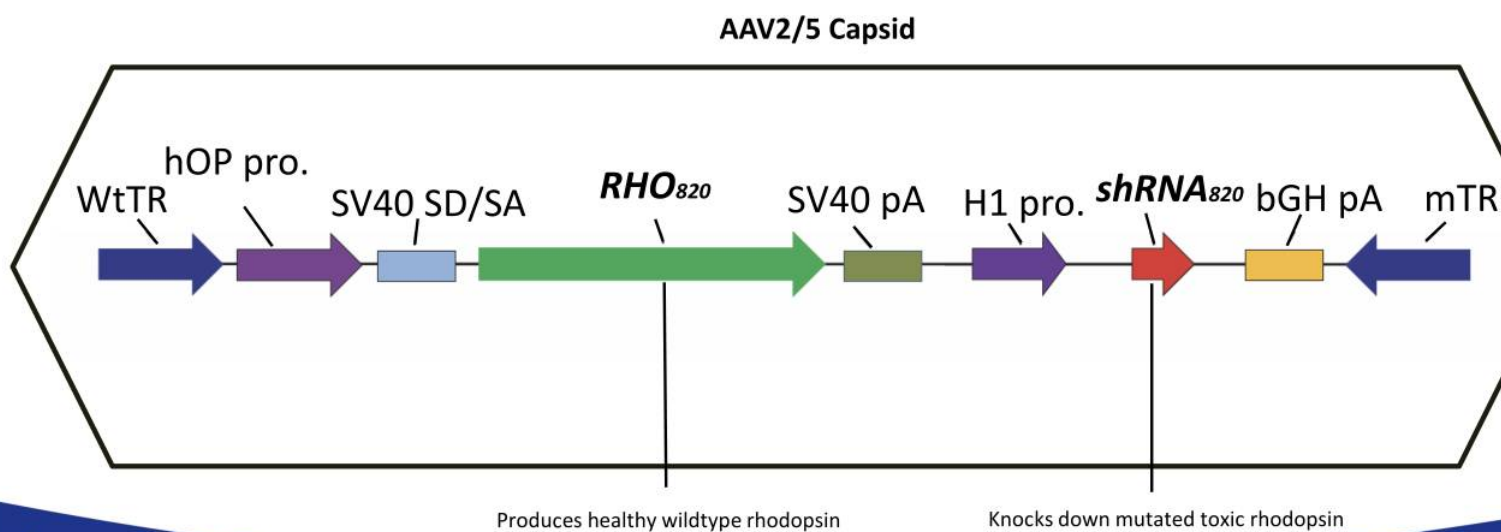 AAV2/5 Capsid
WtTR
hOP pro.
SV40 SD/SA
RHO820
SV40 pA
H1 pro.
shRNA820
bGH pA
mTR
Produces healthy wildtype rhodopsin
Knocks down mutated toxic rhodopsin